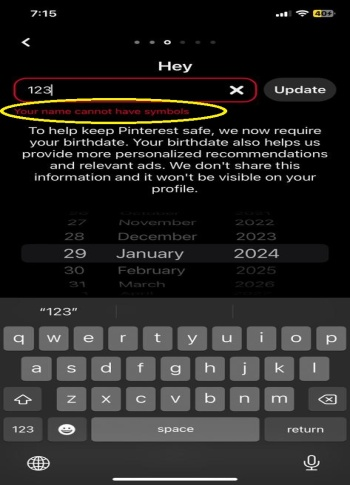 7:15
40
Hey
123
Update
Your name cannot have symbols
To help keep Pinterest safe, we now require
your birthdate. Your birthdate also helps us
provide more personalized recommendations
and relevant ads. We don't share this
information and it won't be visible on your
profile.
27 November 2022
28 December 2023
29 January 2024
30 February 2025
31 March 2026
"123"
q w e r t y u i o p
a s d f g h j k l
z x c v b n m
123 space return